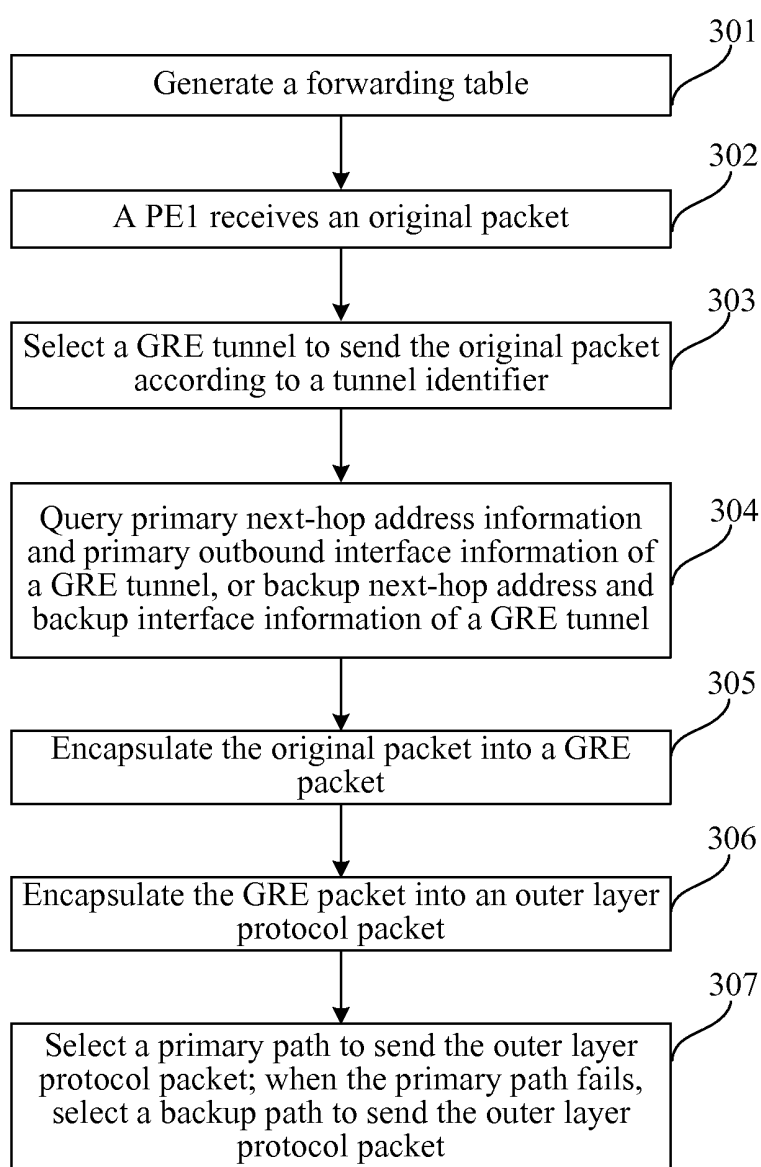 301
Generate a forwarding table
302
A PE1 receives an original packet
303
Select a GRE tunnel to send the original packet
according to a tunnel identifier
304
Query primary next-hop address information
and primary outbound interface information of
a GRE tunnel, or backup next-hop address and
backup interface information of a GRE tunnel
305
Encapsulate the original packet into a GRE
packet
306
Encapsulate the GRE packet into an outer layer
protocol packet
307
Select a primary path to send the outer layer
protocol packet; when the primary path fails,
select a backup path to send the outer layer
protocol packet